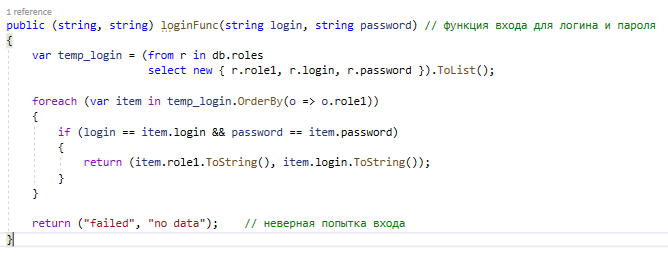 1 reference
public (string, string) loginFunc(string login, string password) // функция входа для логина и пароля
{
var temp_login = (from r in db.roles
select new { r.role1, r.login, r.password }).ToList();
foreach (var item in temp_login.OrderBy(o => o.role1))
{
if (login == item.login && password == item.password)
{
return (item.role1.ToString(), item.login.ToString());
}
}
return ("failed", "no data"); // неверная попытка входа
}